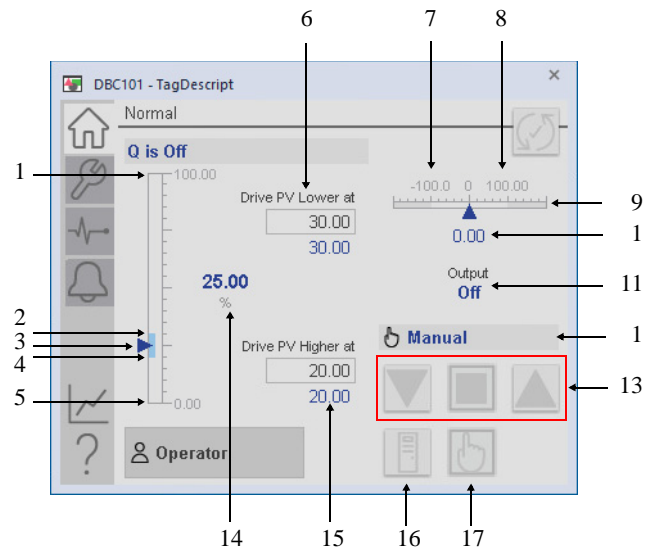 6 7 8
DBC101 - TagDescript ×
Normal
Q is Off
1 100.00
Drive PV Lower at
30.00
30.00
-100.0 0 100.00
9
0.00 1
25.00
%
Output
Off
11
2
3
4
5
Drive PV Higher at
20.00
20.00
0.00
Manual 1
13
?
Operator
14 15 16 17